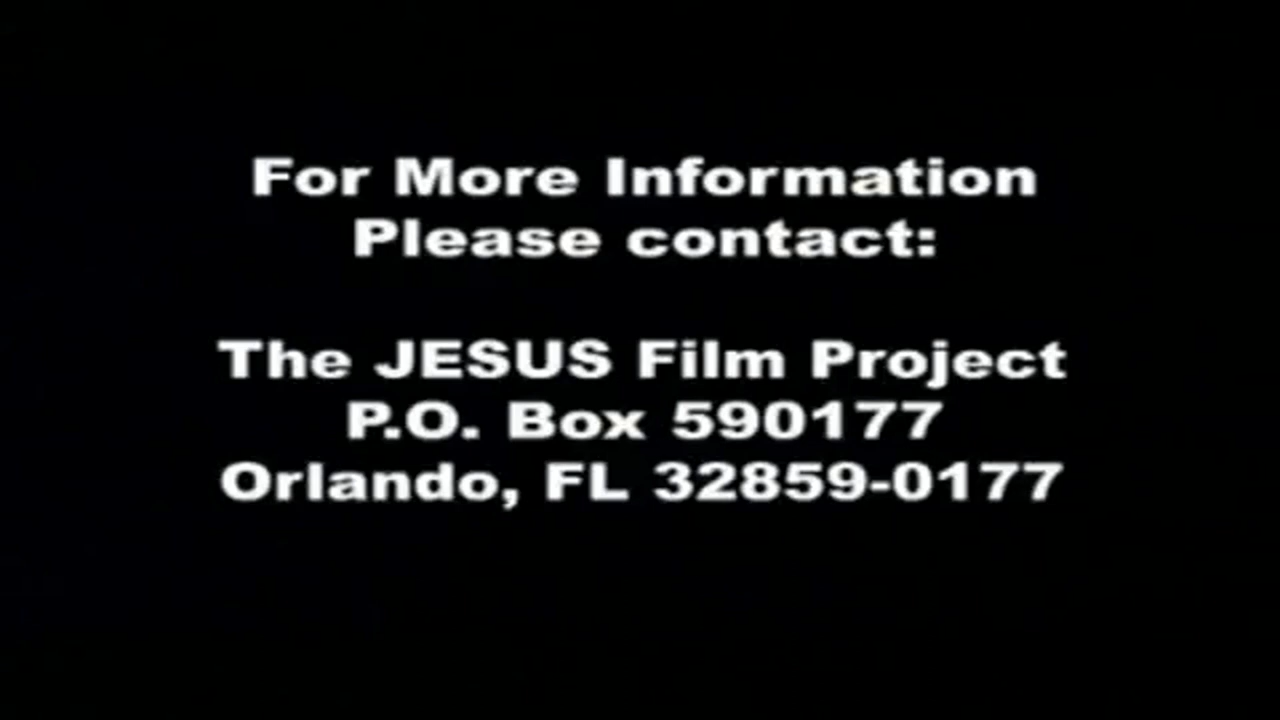 For More Information
Please contact:
The JESUS Film Project
P.O. Box 590177
Orlando, FL 32859-0177